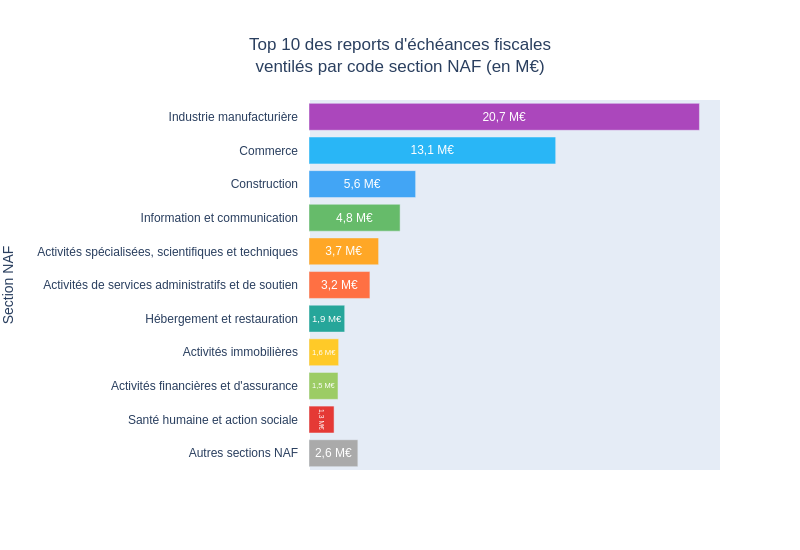 Top 10 des reports d'échéances fiscales
ventilés par code section NAF (en M€)
Section NAF
Industrie manufacturière 20,7 M€
Commerce 13,1 M€
Construction 5,6 M€
Information et communication 4,8 M€
Activités spécialisées, scientifiques et techniques 3,7 M€
Activités de services administratifs et de soutien 3,2 M€
Hébergement et restauration 1,9 M€
Activités immobilières 1,6 M€
Activités financières et d'assurance 1,5 M€
Santé humaine et action sociale 1,3 M€
Autres sections NAF 2,6 M€